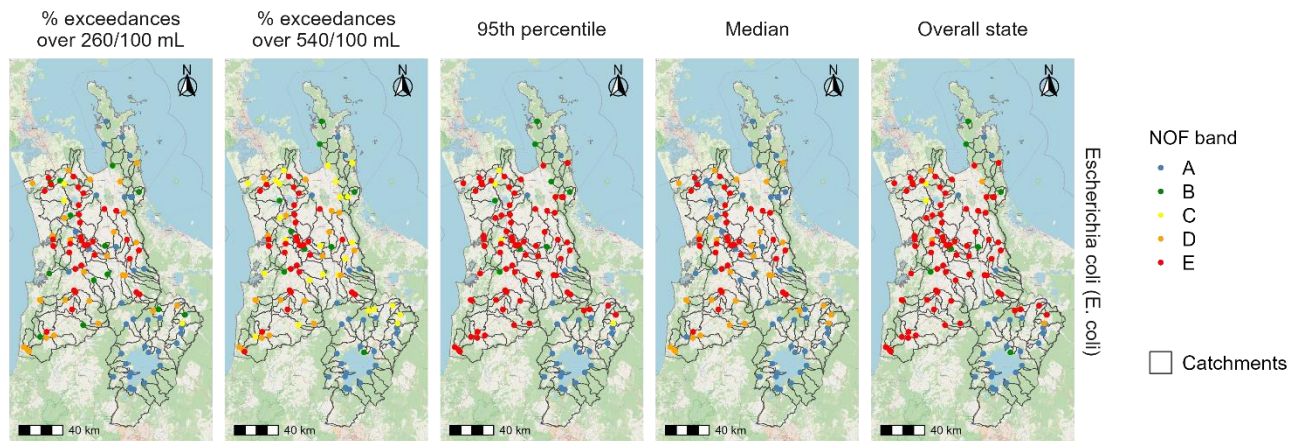 % exceedances
over 260/100 mL
% exceedances
over 540/100 mL
95th percentile
Median
Overall state
N
N
N
N
N
40 km
40 km
40 km
40 km
40 km
Escherichia coli (E. coli)
NOF band
A
B
C
D
E
Catchments